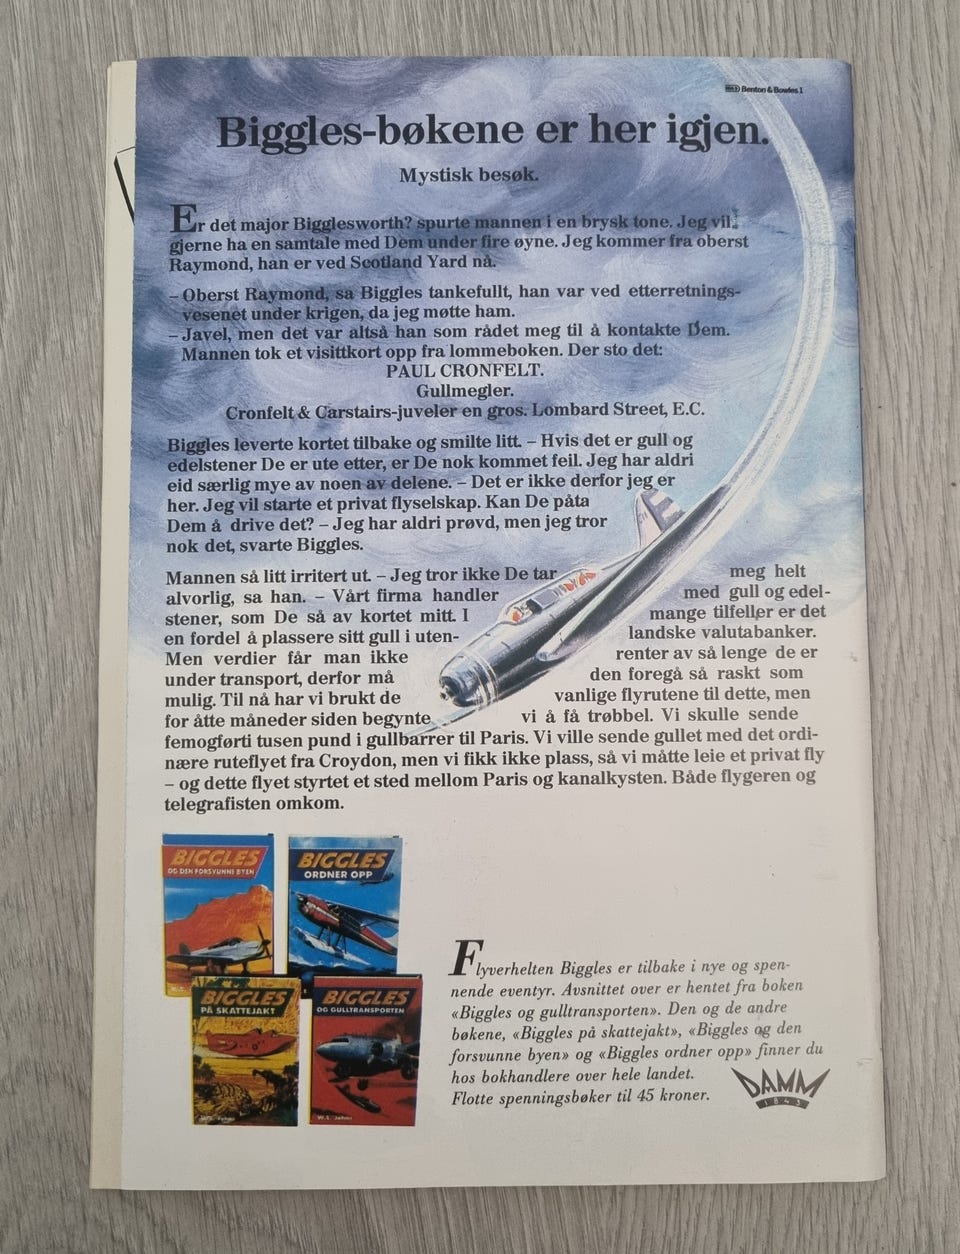 Benton & Bowles 1
Biggles-bøkene er her igjen.
Mystisk besøk.
Er det major Bigglesworth? spurte mannen i en brysk tone. Jeg vil
gjerne ha en samtale med Dem under fire øyne. Jeg kommer fra oberst
Raymond, han er ved Scotland Yard nå.
– Oberst Raymond, sa Biggles tankefullt, han var ved etterretnings-
vesenet under krigen, da jeg møtte ham.
– Javel, men det var altså han som rådet meg til å kontakte Dem.
Mannen tok et visittkort opp fra lommeboken. Der sto det:
PAUL CRONFELT.
Gullmegler.
Cronfelt & Carstairs-juveler en gros. Lombard Street, E.C.
Biggles leverte kortet tilbake og smilte litt. – Hvis det er gull og
edelstener De er ute etter, er De nok kommet feil. Jeg har aldri
eid særlig mye av noen av delene. – Det er ikke derfor jeg er
her. Jeg vil starte et privat flyselskap. Kan De påta
Dem å drive det? – Jeg har aldri prøvd, men jeg tror
nok det, svarte Biggles.
Mannen så litt irritert ut. – Jeg tror ikke De tar meg helt
alvorlig, sa han. – Vårt firma handler med gull og edel-
stener, som De så av kortet mitt. I mange tilfeller er det
en fordel å plassere sitt gull i uten- landske valutabanker.
Men verdier får man ikke renter av så lenge de er
under transport, derfor må den foregå så raskt som
mulig. Til nå har vi brukt de vanlige flyrutene til dette, men
for åtte måneder siden begynte vi å få trøbbel. Vi skulle sende
femogførti tusen pund i gullbarrer til Paris. Vi ville sende gullet med det ordi-
nære ruteflyet fra Croydon, men vi fikk ikke plass, så vi måtte leie et privat fly
– og dette flyet styrtet et sted mellom Paris og kanalkysten. Både flygeren og
telegrafisten omkom.
BIGGLES
OG DEN FORSVUNNE BYEN
BIGGLES
ORDNER OPP
BIGGLES
PÅ SKATTEJAKT
W.E. Johns
BIGGLES
OG GULLTRANSPORTEN
W.E. Johns
Flyverhelten Biggles er tilbake i nye og spen-
nende eventyr. Avsnittet over er hentet fra boken
«Biggles og gulltransporten». Den og de andre
bøkene, «Biggles på skattejakt», «Biggles og den
forsvunne byen» og «Biggles ordner opp» finner du
hos bokhandlere over hele landet.
Flotte spenningsbøker til 45 kroner.
DAMM
1843